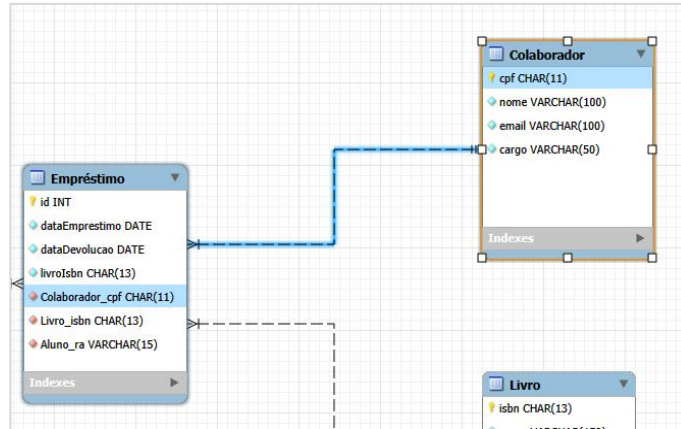 Colaborador
cpf CHAR(11)
nome VARCHAR(100)
email VARCHAR(100)
cargo VARCHAR(50)
Indexes
Empréstimo
id INT
dataEmprestimo DATE
dataDevolucao DATE
livroIsbn CHAR(13)
Colaborador_cpf CHAR(11)
Livro_isbn CHAR(13)
Aluno_ra VARCHAR(15)
Indexes
Livro
isbn CHAR(13)